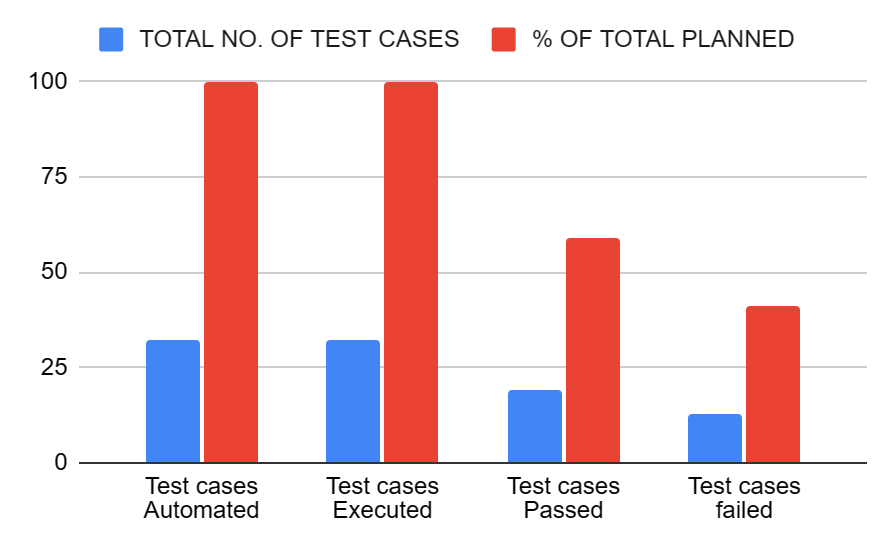 TOTAL NO. OF TEST CASES
% OF TOTAL PLANNED
100
75
50
25
0
Test cases Automated
Test cases Executed
Test cases Passed
Test cases failed